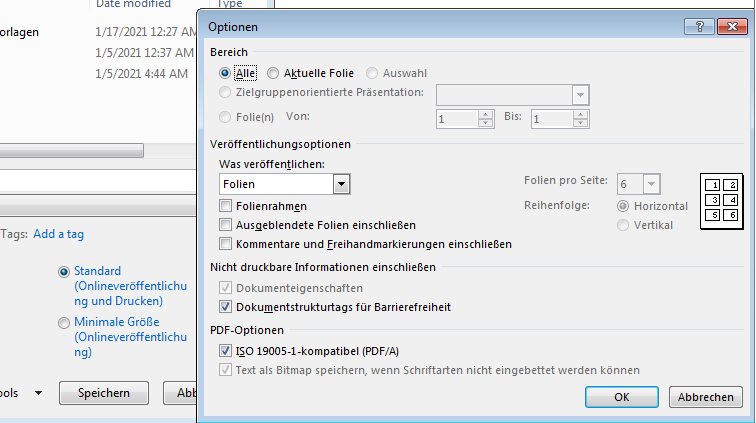 Date modified
Type
orlagen
1/17/2021 12:27 AM
1/5/2021 12:37 AM
1/5/2021 4:44 AM
Tags: Add a tag
Standard
(Onlineveröffentlichu
ng und Drucken)
Minimale Größe
(Onlineveröffentlichu
ng)
ols
Speichern
Abb
Optionen
?
Bereich
Alle
Aktuelle Folie
Auswahl
Zielgruppenorientierte Präsentation:
Folie(n) Von: 1 Bis: 1
Veröffentlichungsoptionen
Was veröffentlichen:
Folien
Folien pro Seite: 6
Folienrahmen
Reihenfolge: Horizontal
Ausgeblendete Folien einschließen
Vertikal
Kommentare und Freihandmarkierungen einschließen
1 2
3 4
5 6
Nicht druckbare Informationen einschließen
Dokumenteigenschaften
Dokumentstrukturtags für Barrierefreiheit
PDF-Optionen
ISO 19005-1-kompatibel (PDF/A)
Text als Bitmap speichern, wenn Schriftarten nicht eingebettet werden können
OK
Abbrechen